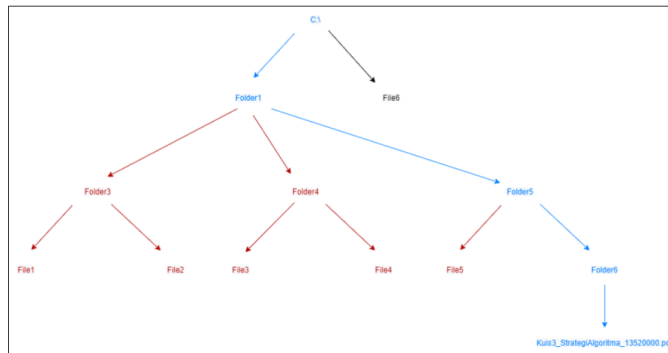 C:\
Folder1
File6
Folder3
Folder4
Folder5
File1
File2
File3
File4
File5
Folder6
Kuis3_StrategiAlgoritma_13520000.p